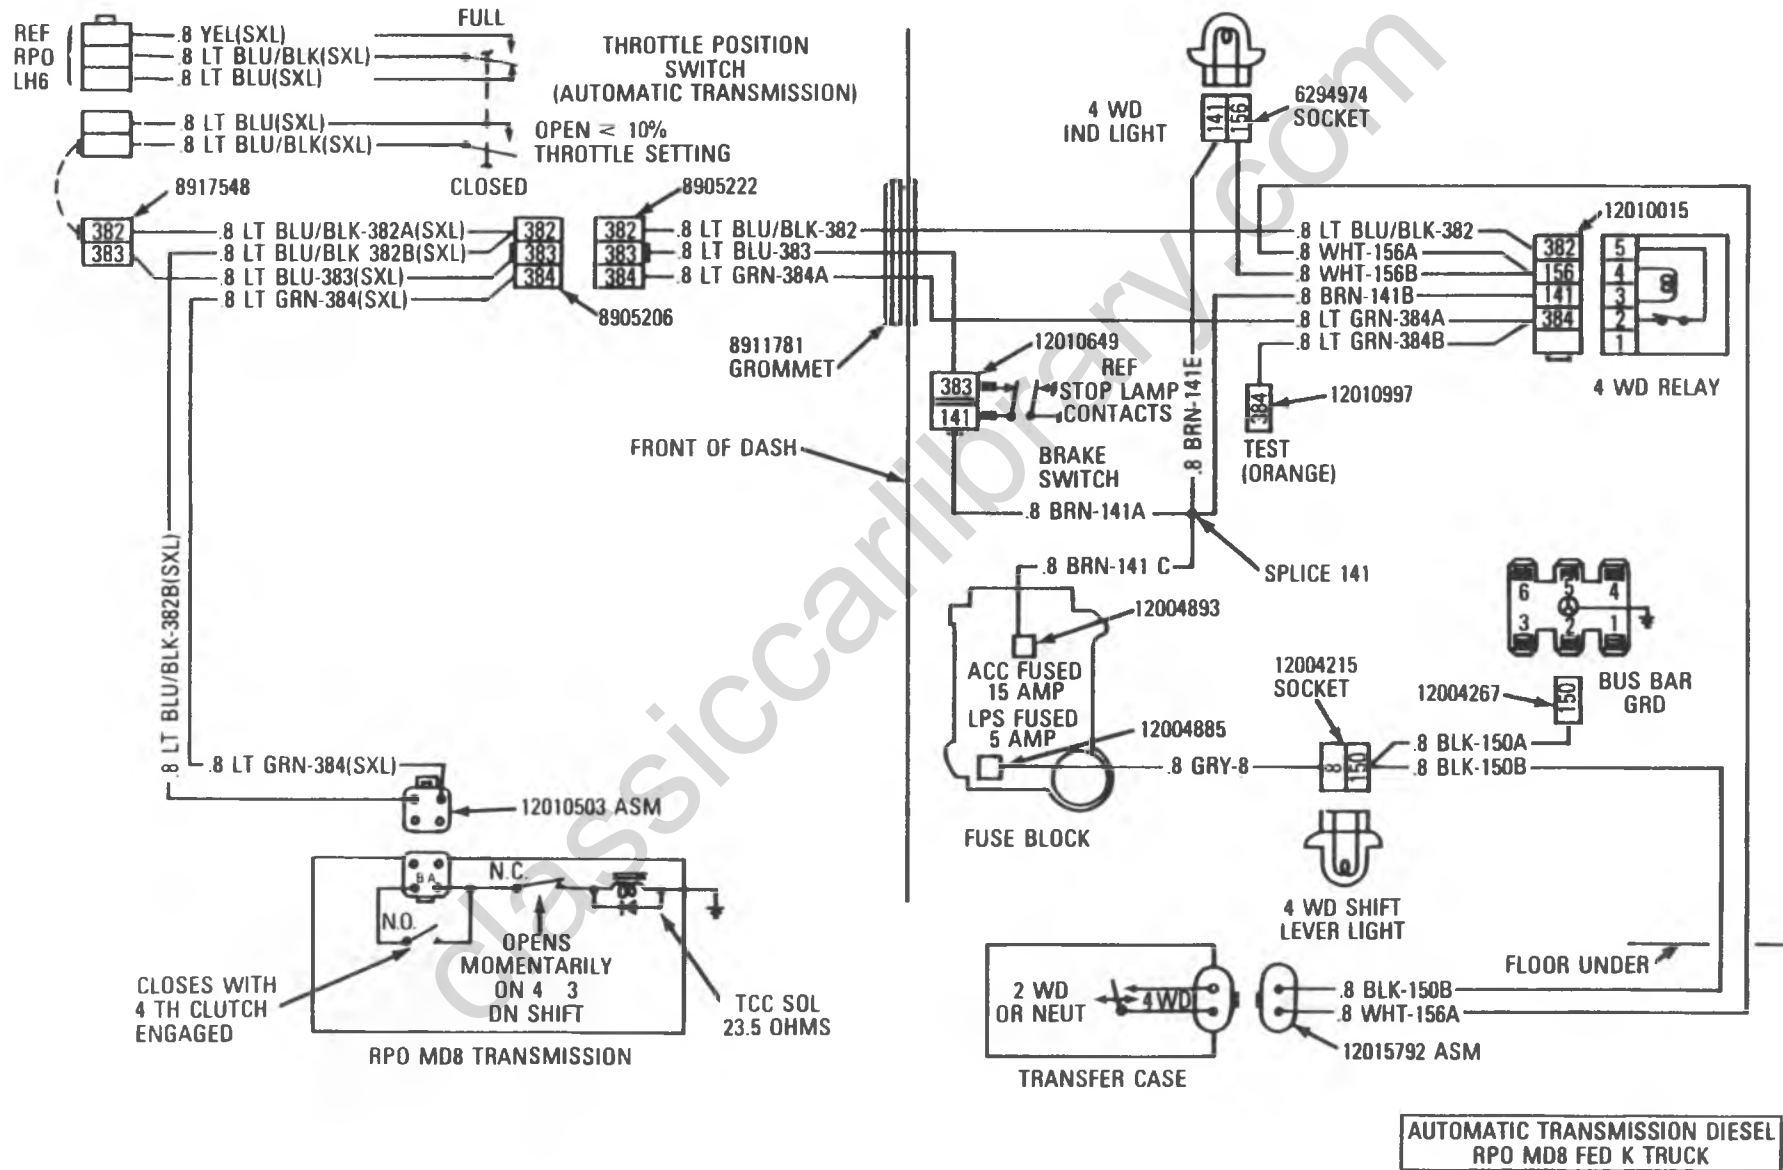 REF
RPO
LH6
.8 YEL(SXL)
.8 LT BLU/BLK(SXL)
.8 LT BLU(SXL)
FULL
THROTTLE POSITION
SWITCH
(AUTOMATIC TRANSMISSION)
.8 LT BLU(SXL)
.8 LT BLU/BLK(SXL)
OPEN < 10%
THROTTLE SETTING
CLOSED
8917548
382
383
.8 LT BLU/BLK-382A(SXL)
.8 LT BLU/BLK 382B(SXL)
.8 LT BLU-383(SXL)
.8 LT GRN-384(SXL)
382
383
384
8905206
8905222
382
383
384
.8 LT BLU/BLK-382
.8 LT BLU-383
.8 LT GRN-384A
8911781
GROMMET
FRONT OF DASH
4 WD
IND LIGHT
141
156
6294974
SOCKET
12010015
.8 LT BLU/BLK-382
.8 WHT-156A
.8 WHT-156B
.8 BRN-141B
.8 LT GRN-384A
.8 LT GRN-384B
382
156
141
384
5
4
3
2
1
4 WD RELAY
12010649
383
141
REF
STOP LAMP
CONTACTS
BRAKE
SWITCH
.8 BRN-141E
384
12010997
TEST
(ORANGE)
.8 BRN-141A
.8 BRN-141 C
SPLICE 141
12004893
ACC FUSED
15 AMP
LPS FUSED
5 AMP
12004885
.8 GRY-8
FUSE BLOCK
12004215
SOCKET
8
150
12004267
150
6
5
4
3
2
1
BUS BAR
GRD
.8 BLK-150A
.8 BLK-150B
4 WD SHIFT
LEVER LIGHT
FLOOR UNDER
2 WD
OR NEUT
4WD
.8 BLK-150B
.8 WHT-156A
12015792 ASM
TRANSFER CASE
.8 LT BLU/BLK-382B(SXL)
.8 LT GRN-384(SXL)
12010503 ASM
B A
N.C.
N.O.
OPENS
MOMENTARILY
ON 4 3
DN SHIFT
CLOSES WITH
4 TH CLUTCH
ENGAGED
TCC SOL
23.5 OHMS
RPO MD8 TRANSMISSION
AUTOMATIC TRANSMISSION DIESEL
RPO MD8 FED K TRUCK
classiccarlibrary.com